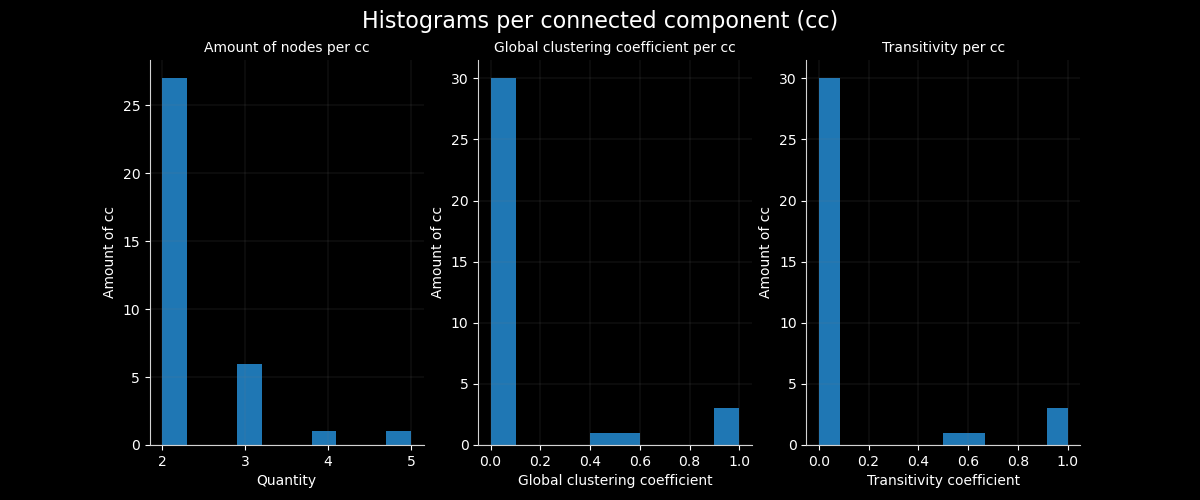 Histograms per connected component (cc)
Amount of nodes per cc
Global clustering coefficient per cc
Transitivity per cc
Amount of cc
25
20
15
10
5
0
2 3 4 5
Quantity
Amount of cc
30
25
20
15
10
5
0
0.0 0.2 0.4 0.6 0.8 1.0
Global clustering coefficient
Amount of cc
30
25
20
15
10
5
0
0.0 0.2 0.4 0.6 0.8 1.0
Transitivity coefficient